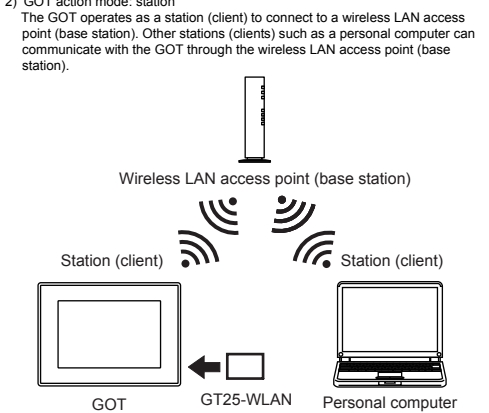 2) GOT action mode: station
The GOT operates as a station (client) to connect to a wireless LAN access
point (base station). Other stations (clients) such as a personal computer can
communicate with the GOT through the wireless LAN access point (base
station).
Wireless LAN access point (base station)
Station (client)
Station (client)
GOT
GT25-WLAN
Personal computer